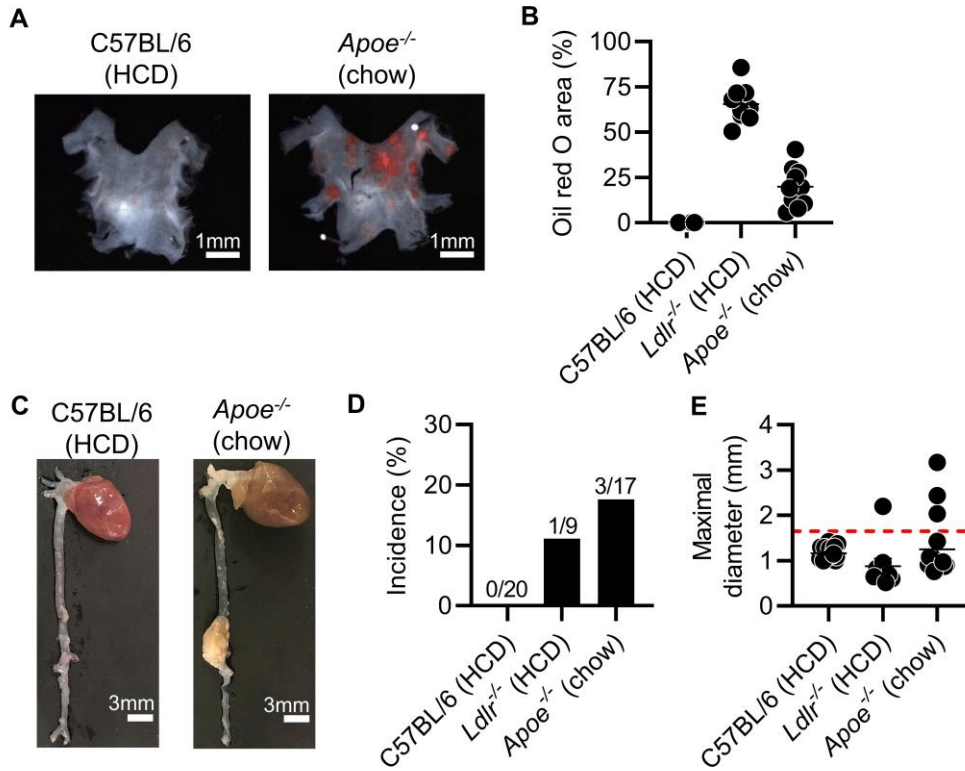 A
C57BL/6
(HCD)
Apoe-/-
(chow)
1mm
1mm
B
Oil red O area (%)
100
75
50
25
0
C57BL/6 (HCD)
Ldlr-/- (HCD)
Apoe-/- (chow)
C
C57BL/6
(HCD)
Apoe-/-
(chow)
3mm
3mm
D
Incidence (%)
30
20
10
0
0/20
1/9
3/17
C57BL/6 (HCD)
Ldlr-/- (HCD)
Apoe-/- (chow)
E
Maximal
diameter (mm)
4
3
2
1
0
C57BL/6 (HCD)
Ldlr-/- (HCD)
Apoe-/- (chow)